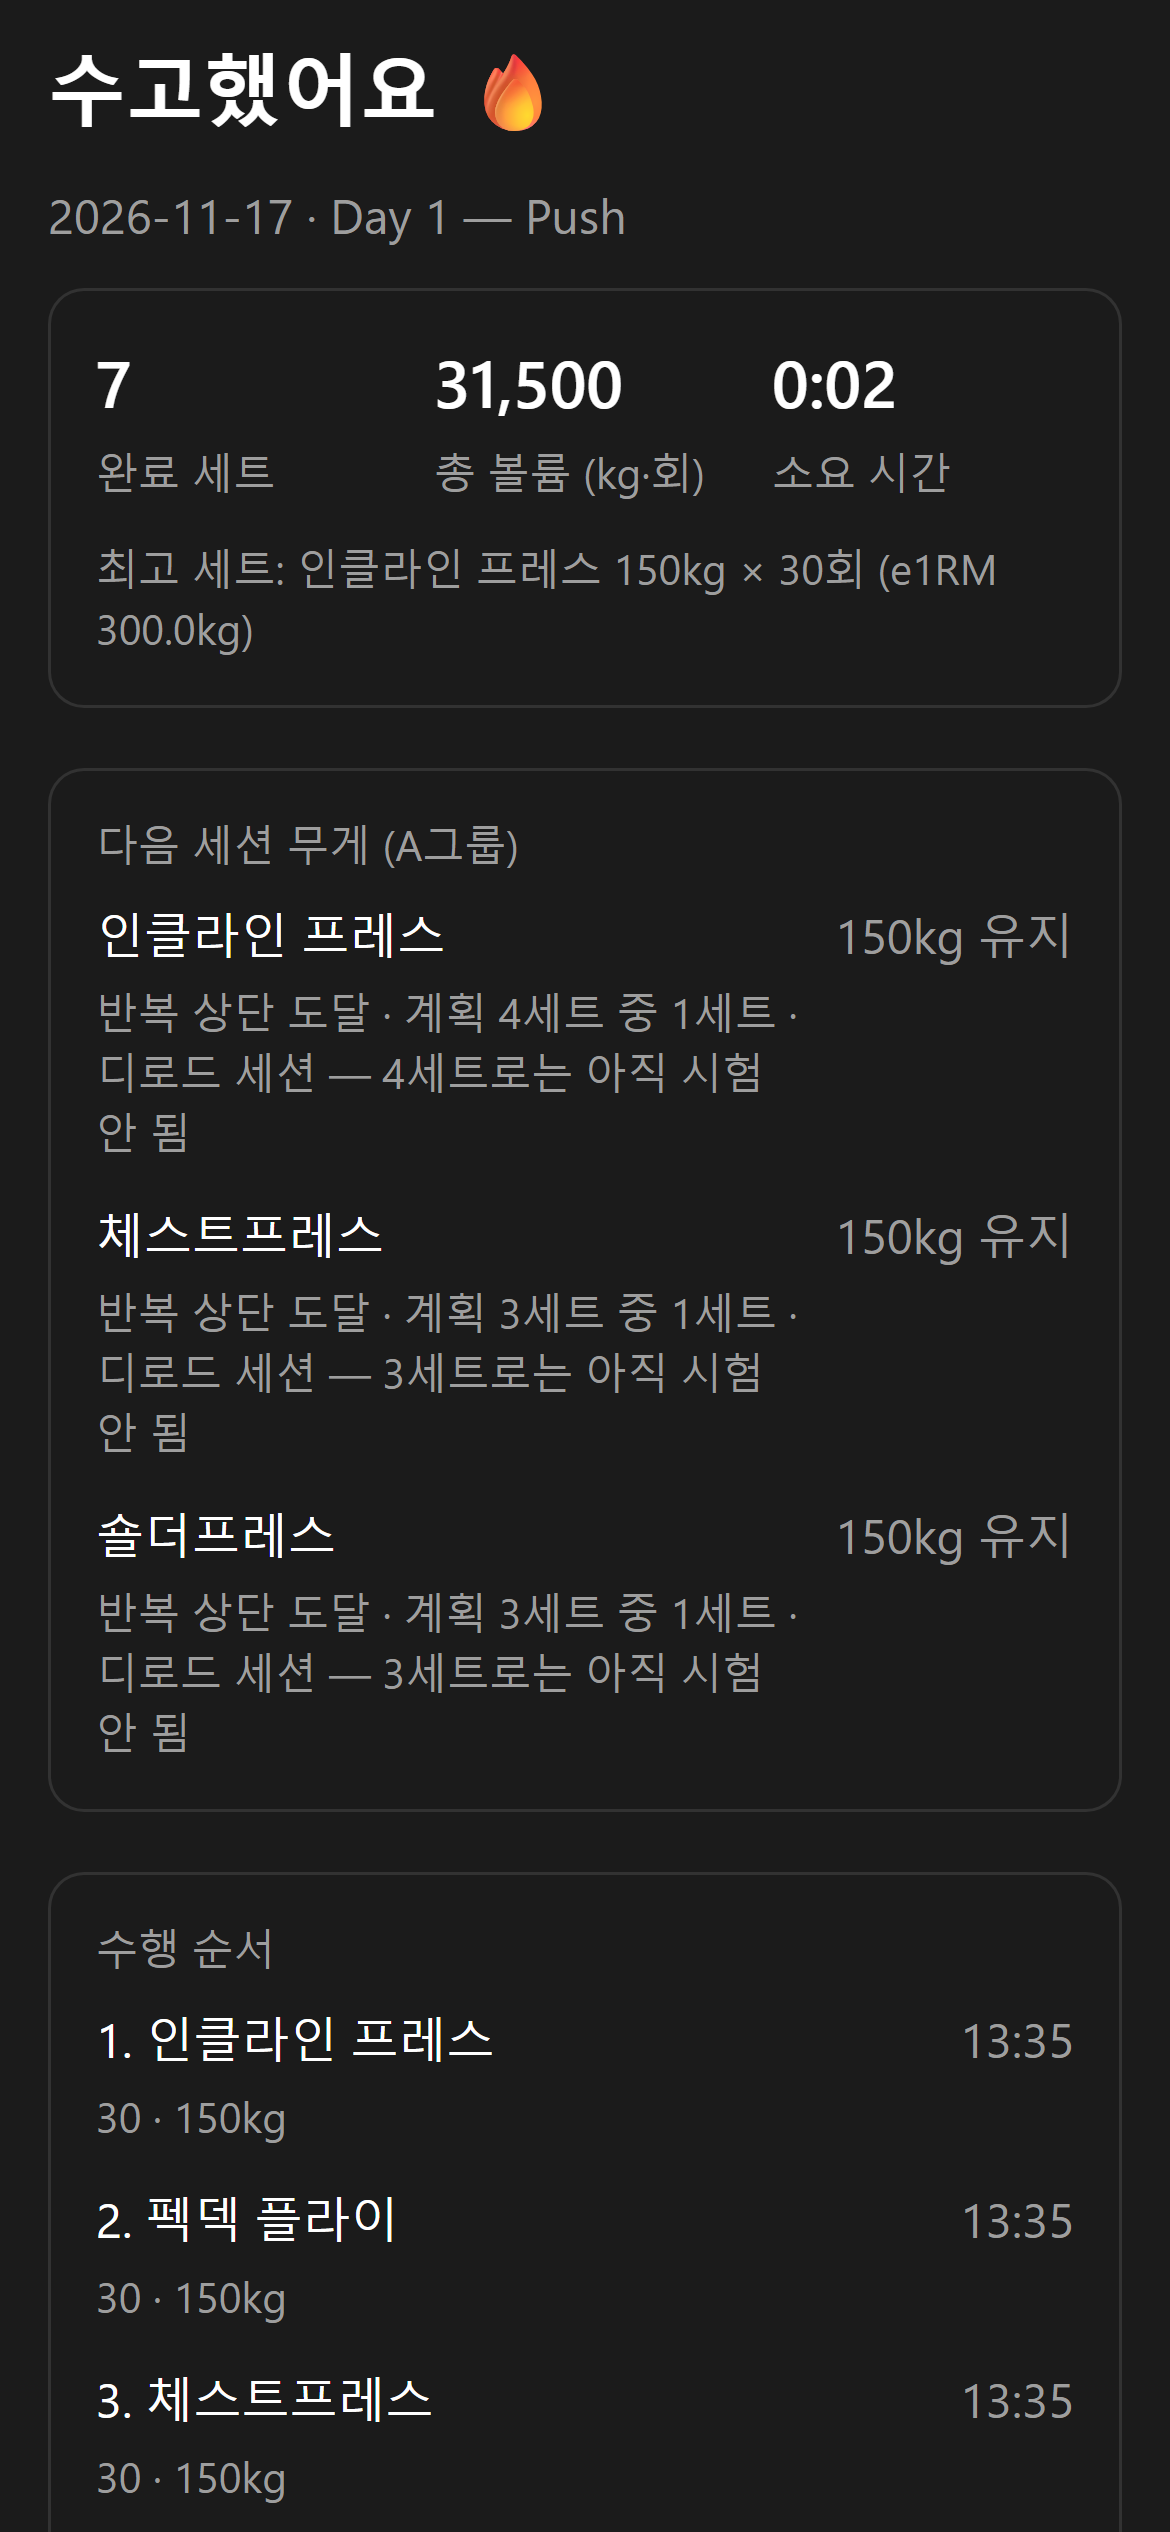 수고했어요 🔥
2026-11-17 · Day 1 — Push
7 31,500 0:02
완료 세트 총 볼륨 (kg·회) 소요 시간
최고 세트: 인클라인 프레스 150kg × 30회 (e1RM
300.0kg)
다음 세션 무게 (A그룹)
인클라인 프레스 150kg 유지
반복 상단 도달 · 계획 4세트 중 1세트 ·
디로드 세션 — 4세트로는 아직 시험
안 됨
체스트프레스 150kg 유지
반복 상단 도달 · 계획 3세트 중 1세트 ·
디로드 세션 — 3세트로는 아직 시험
안 됨
숄더프레스 150kg 유지
반복 상단 도달 · 계획 3세트 중 1세트 ·
디로드 세션 — 3세트로는 아직 시험
안 됨
수행 순서
1. 인클라인 프레스 13:35
30 · 150kg
2. 펙덱 플라이 13:35
30 · 150kg
3. 체스트프레스 13:35
30 · 150kg